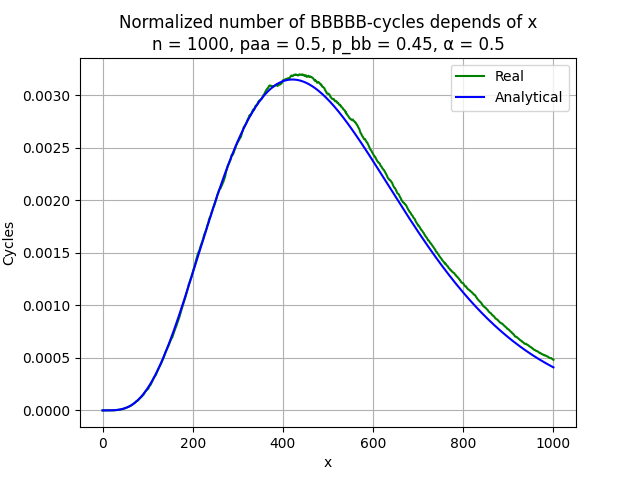 Normalized number of BBBBB-cycles depends of x
n = 1000, paa = 0.5, p_bb = 0.45, α = 0.5
Real
Analytical
Cycles
0.0030
0.0025
0.0020
0.0015
0.0010
0.0005
0.0000
0 200 400 600 800 1000
x